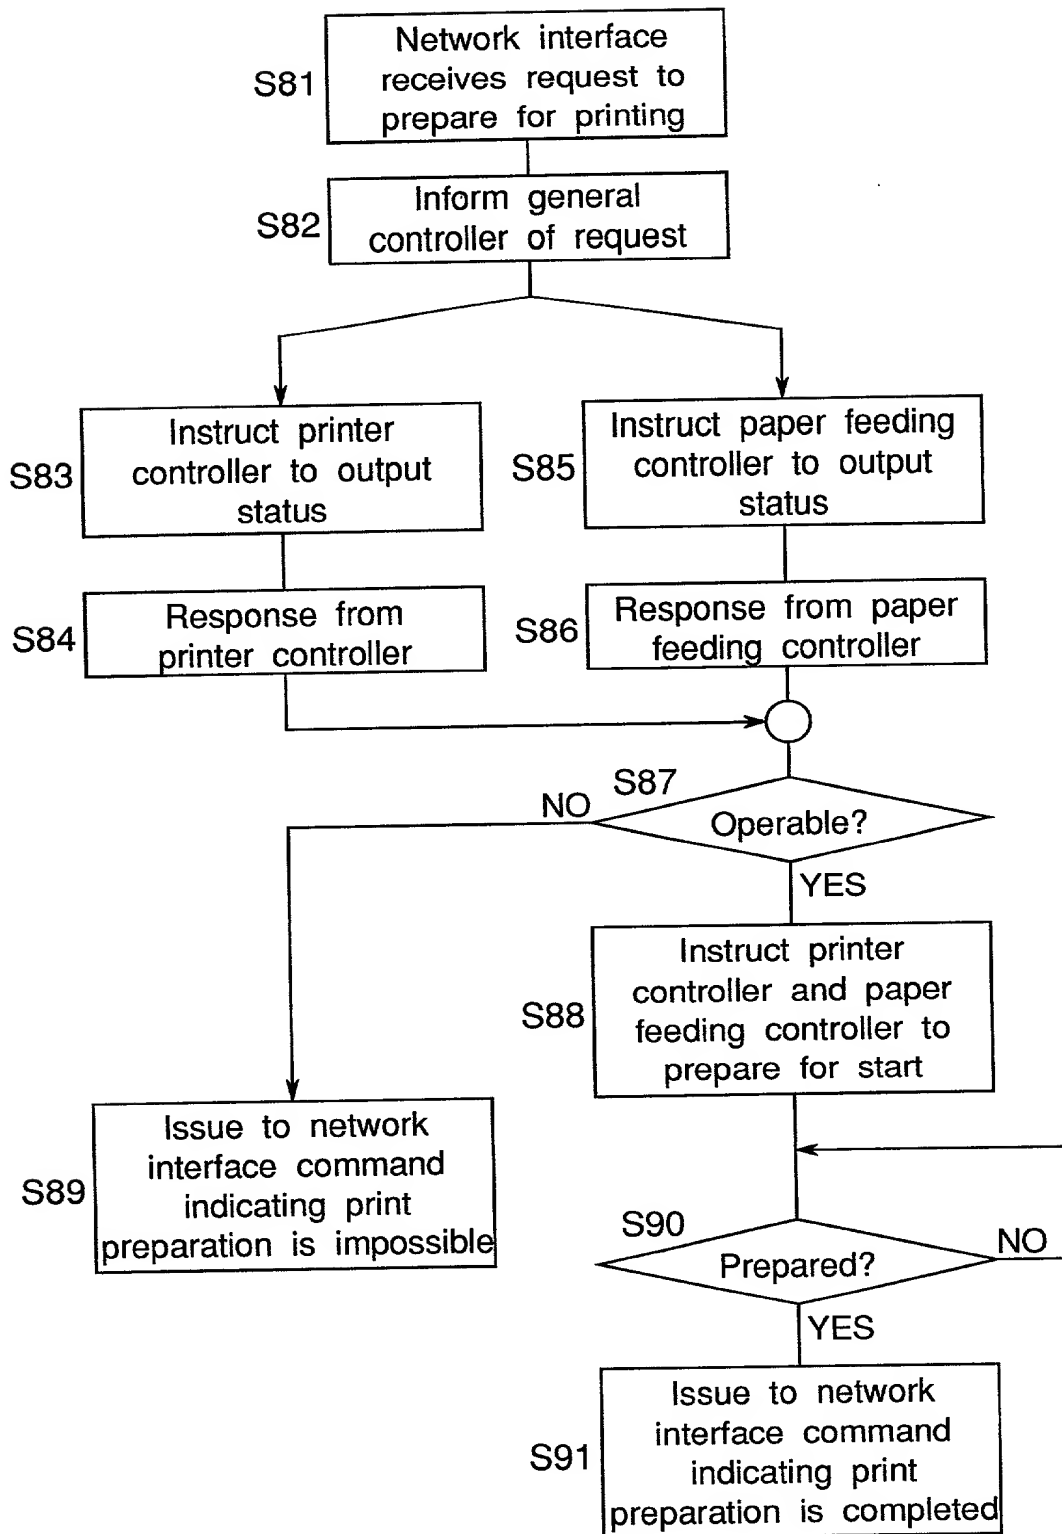 Network interface
S81
receives request to
prepare for printing
Inform general
S82
controller of request
Instruct printer
S83
controller to output
status
Instruct paper feeding
S85
controller to output
status
Response from
S84
printer controller
Response from paper
S86
feeding controller
S87
NO
Operable?
YES
Instruct printer
controller and paper
S88
feeding controller to
prepare for start
Issue to network
interface command
S89
indicating print
preparation is impossible
S90
NO
Prepared?
YES
Issue to network
interface command
S91
indicating print
preparation is completed